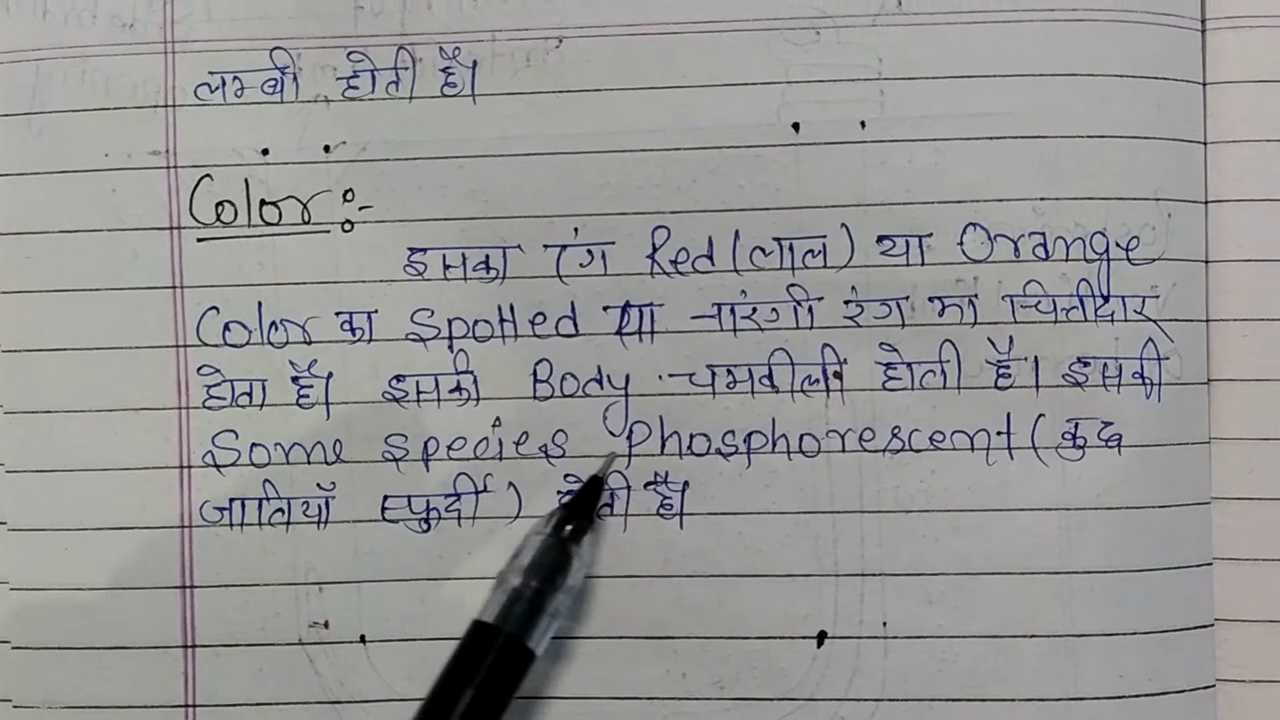 लम्बी होती है।
Color :-
इसका रंग Red (लाल) या Orange
Color का Spotted या नारंगी रंग मां चित्तीदार
होता है। इसकी Body चमकीली होती है। इसकी
Some species Phosphorescent (कुछ
जातियाँ स्फुर्दी) होती है।